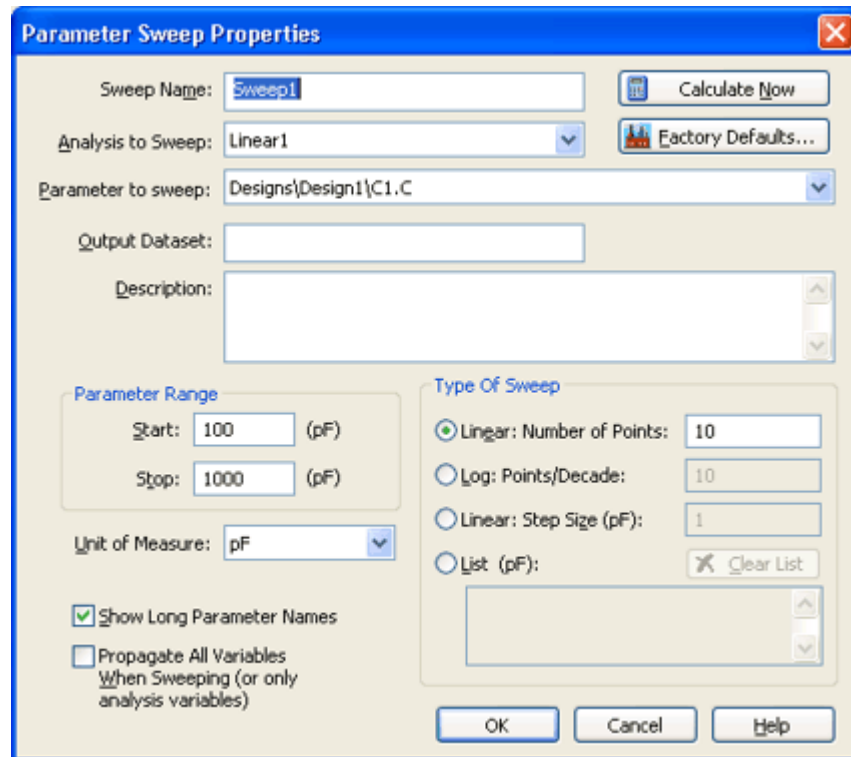 Parameter Sweep Properties
Sweep Name: Sweep1 Calculate Now
Analysis to Sweep: Linear1 Factory Defaults...
Parameter to sweep: Designs\Design1\C1.C
Output Dataset:
Description:
Parameter Range
Start: 100 (pF)
Stop: 1000 (pF)
Unit of Measure: pF
Show Long Parameter Names
Propagate All Variables
When Sweeping (or only
analysis variables)
Type Of Sweep
Linear: Number of Points: 10
Log: Points/Decade: 10
Linear: Step Size (pF): 1
List (pF): Clear List
OK Cancel Help